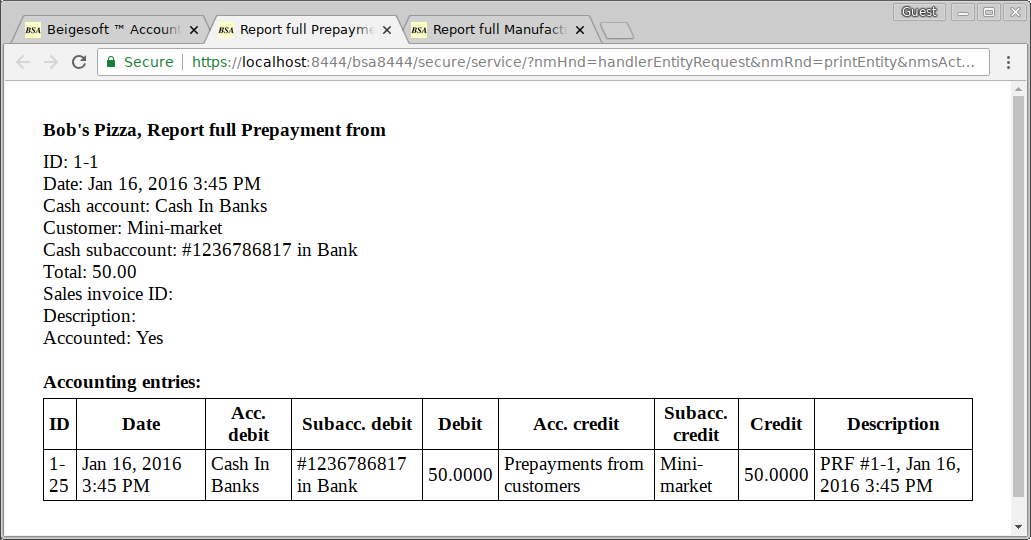 Guest
BSA Beigesoft ™ Account
BSA Report full Prepayme
BSA Report full Manufactu
Secure https://localhost:8444/bsa8444/secure/service/?nmHnd=handlerEntityRequest&nmRnd=printEntity&nmsAct...
Bob's Pizza, Report full Prepayment from
ID: 1-1
Date: Jan 16, 2016 3:45 PM
Cash account: Cash In Banks
Customer: Mini-market
Cash subaccount: #1236786817 in Bank
Total: 50.00
Sales invoice ID:
Description:
Accounted: Yes
Accounting entries:
ID Date Acc. debit Subacc. debit Debit Acc. credit Subacc. credit Credit Description
1-25 Jan 16, 2016 3:45 PM Cash In Banks #1236786817 in Bank 50.0000 Prepayments from customers Mini-market 50.0000 PRF #1-1, Jan 16, 2016 3:45 PM